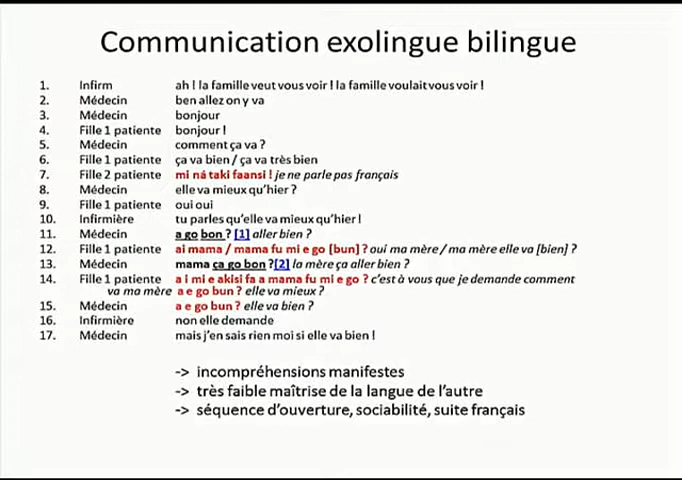 Communication exolingue bilingue
1. Infirm ah ! la famille veut vous voir ! la famille voulait vous voir !
2. Médecin ben allez on y va
3. Médecin bonjour
4. Fille 1 patiente bonjour !
5. Médecin comment ça va ?
6. Fille 1 patiente ça va bien / ça va très bien
7. Fille 2 patiente mi ná taki faansi ! je ne parle pas français
8. Médecin elle va mieux qu'hier ?
9. Fille 1 patiente oui oui
10. Infirmière tu parles qu'elle va mieux qu'hier !
11. Médecin a go bon ? [1] aller bien ?
12. Fille 1 patiente ai mama / mama fu mi e go [bun] ? oui ma mère / ma mère elle va [bien] ?
13. Médecin mama ça go bon ?[2] la mère ça aller bien ?
14. Fille 1 patiente a i mi e akisi fa a mama fu mi e go ? c'est à vous que je demande comment
va ma mère a e go bun ? elle va mieux ?
15. Médecin a e go bun ? elle va bien ?
16. Infirmière non elle demande
17. Médecin mais j'en sais rien moi si elle va bien !
-> incompréhensions manifestes
-> très faible maîtrise de la langue de l'autre
-> séquence d'ouverture, sociabilité, suite français